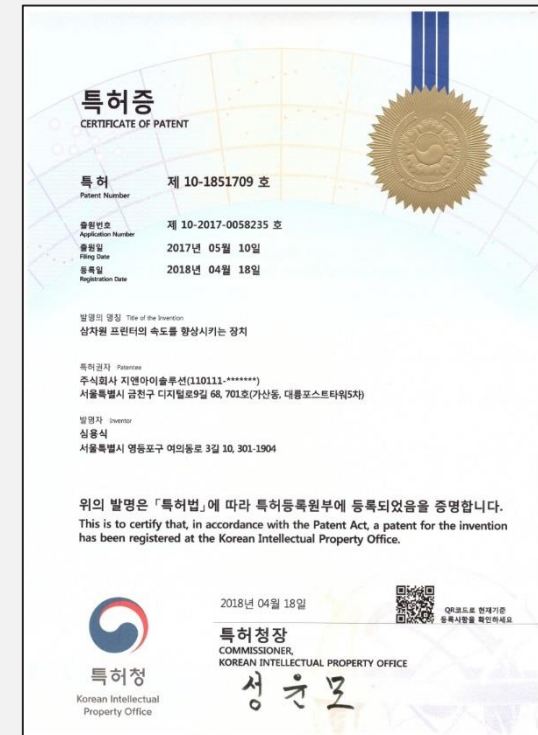 특허증
CERTIFICATE OF PATENT
특 허 제 10-1851709 호
Patent Number
출원번호 제 10-2017-0058235 호
Application Number
출원일 2017년 05월 10일
Filing Date
등록일 2018년 04월 18일
Registration Date
발명의 명칭 Title of the Invention
삼차원 프린터의 속도를 향상시키는 장치
특허권자 Patentee
주식회사 지앤아이솔루션(110111-*******)
서울특별시 금천구 디지털로9길 68, 701호(가산동, 대륭포스트타워5차)
발명자 Inventor
심용식
서울특별시 영등포구 여의동로 3길 10, 301-1904
위의 발명은 「특허법」에 따라 특허등록원부에 등록되었음을 증명합니다.
This is to certify that, in accordance with the Patent Act, a patent for the invention
has been registered at the Korean Intellectual Property Office.
2018년 04월 18일
QR코드로 현재기준
등록사항을 확인하세요
특허청장
COMMISSIONER,
KOREAN INTELLECTUAL PROPERTY OFFICE
성윤모
특허청
Korean Intellectual
Property Office